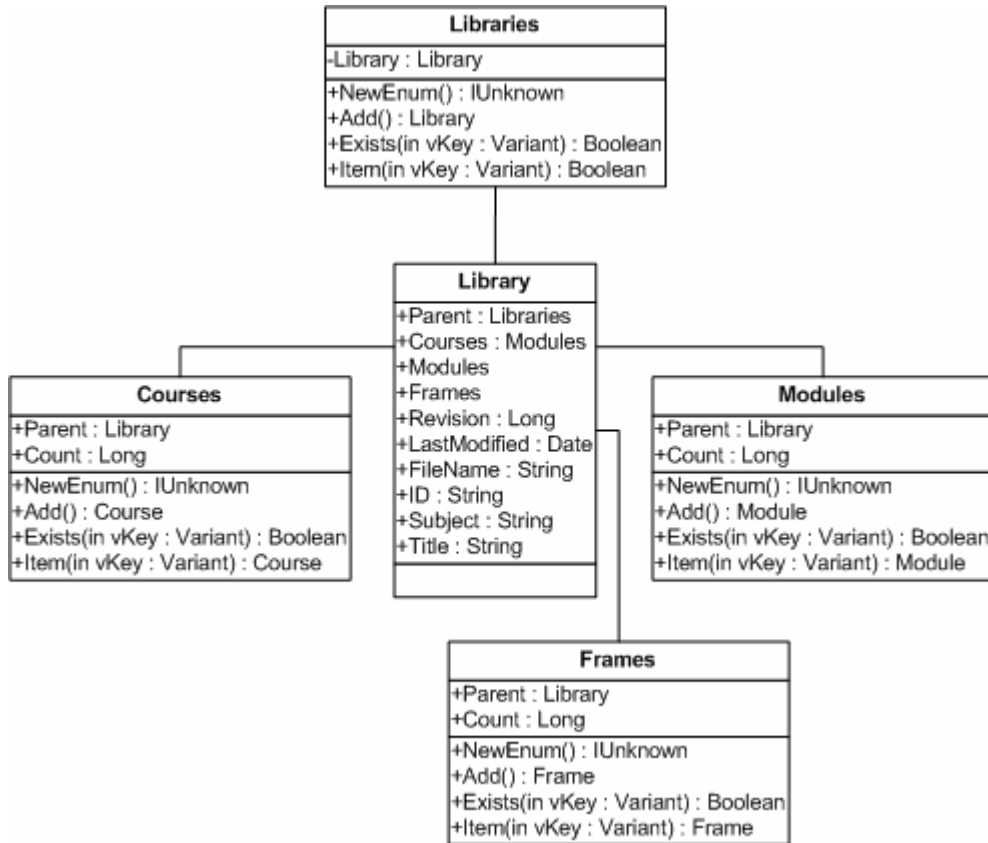 Libraries
-Library : Library
+NewEnum() : IUnknown
+Add() : Library
+Exists(in vKey : Variant) : Boolean
+Item(in vKey : Variant) : Boolean
Library
+Parent : Libraries
+Courses : Modules
+Modules
+Frames
+Revision : Long
+LastModified : Date
+FileName : String
+ID : String
+Subject : String
+Title : String
Courses
+Parent : Library
+Count : Long
+NewEnum() : IUnknown
+Add() : Course
+Exists(in vKey : Variant) : Boolean
+Item(in vKey : Variant) : Course
Modules
+Parent : Library
+Count : Long
+NewEnum() : IUnknown
+Add() : Module
+Exists(in vKey : Variant) : Boolean
+Item(in vKey : Variant) : Module
Frames
+Parent : Library
+Count : Long
+NewEnum() : IUnknown
+Add() : Frame
+Exists(in vKey : Variant) : Boolean
+Item(in vKey : Variant) : Frame